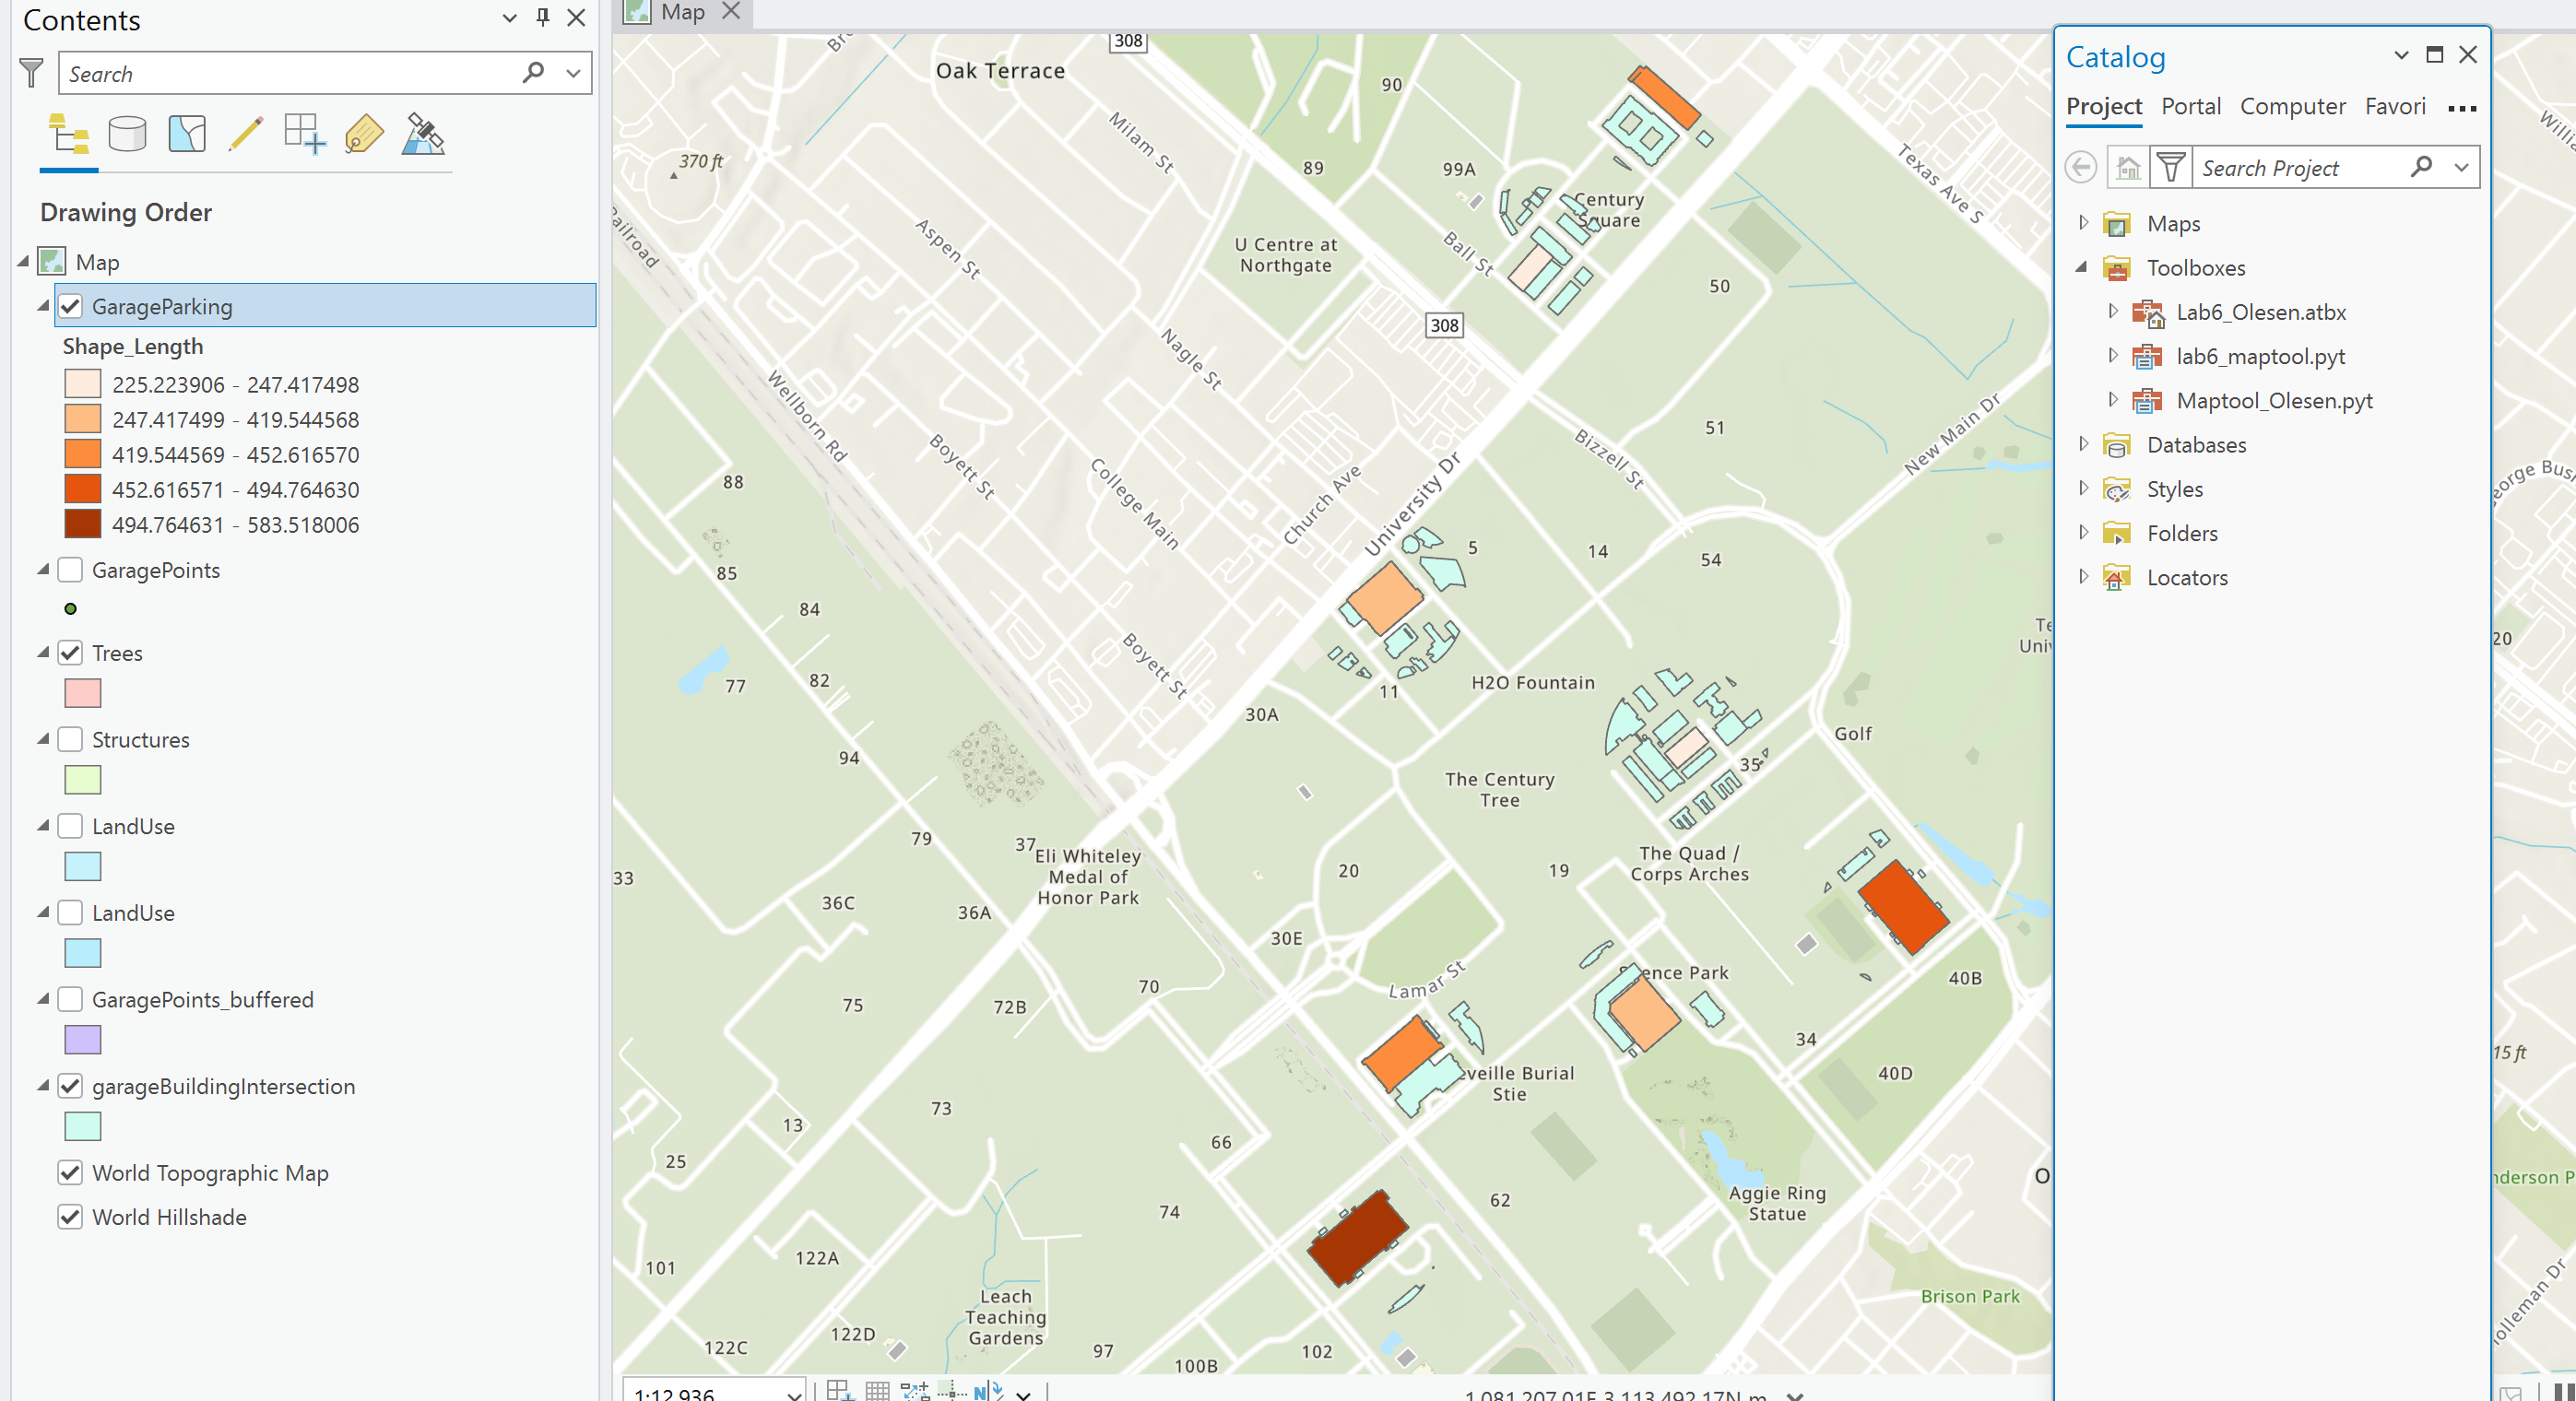 Contents
Search
Drawing Order
Map
GarageParking
Shape_Length
225.223906 - 247.417498
247.417499 - 419.544568
419.544569 - 452.616570
452.616571 - 494.764630
494.764631 - 583.518006
GaragePoints
Trees
Structures
LandUse
LandUse
GaragePoints_buffered
garageBuildingIntersection
World Topographic Map
World Hillshade
Map
308
Oak Terrace
90
370 ft
Milam St
89
99A
Century
Square
Texas Ave S
Railroad
Aspen St
U Centre at
Northgate
Ball St
50
308
Nagle St
Wellborn Rd
Boyett St
College Main
Church Ave
University Dr
Bizzell St
51
New Main Dr
88
85
84
5
14
54
Boyett St
77
82
11
H2O Fountain
30A
94
Golf
The Century
Tree
35
79
37
Eli Whiteley
Medal of
Honor Park
20
19
The Quad /
Corps Arches
33
36C
36A
30E
Lamar St
Spence Park
40B
75
72B
70
34
40D
Reveille Burial
Stie
73
13
66
25
74
62
Aggie Ring
Statue
122A
101
Leach
Teaching
Gardens
Brison Park
122C
122D
97
100B
102
1:12,936
1,081,207.01E 3,113,492.17N m
Catalog
Project
Portal
Computer
Favori
Search Project
Maps
Toolboxes
Lab6_Olesen.atbx
lab6_maptool.pyt
Maptool_Olesen.pyt
Databases
Styles
Folders
Locators
George Bus
20
15 ft
nderson P
olleman Dr